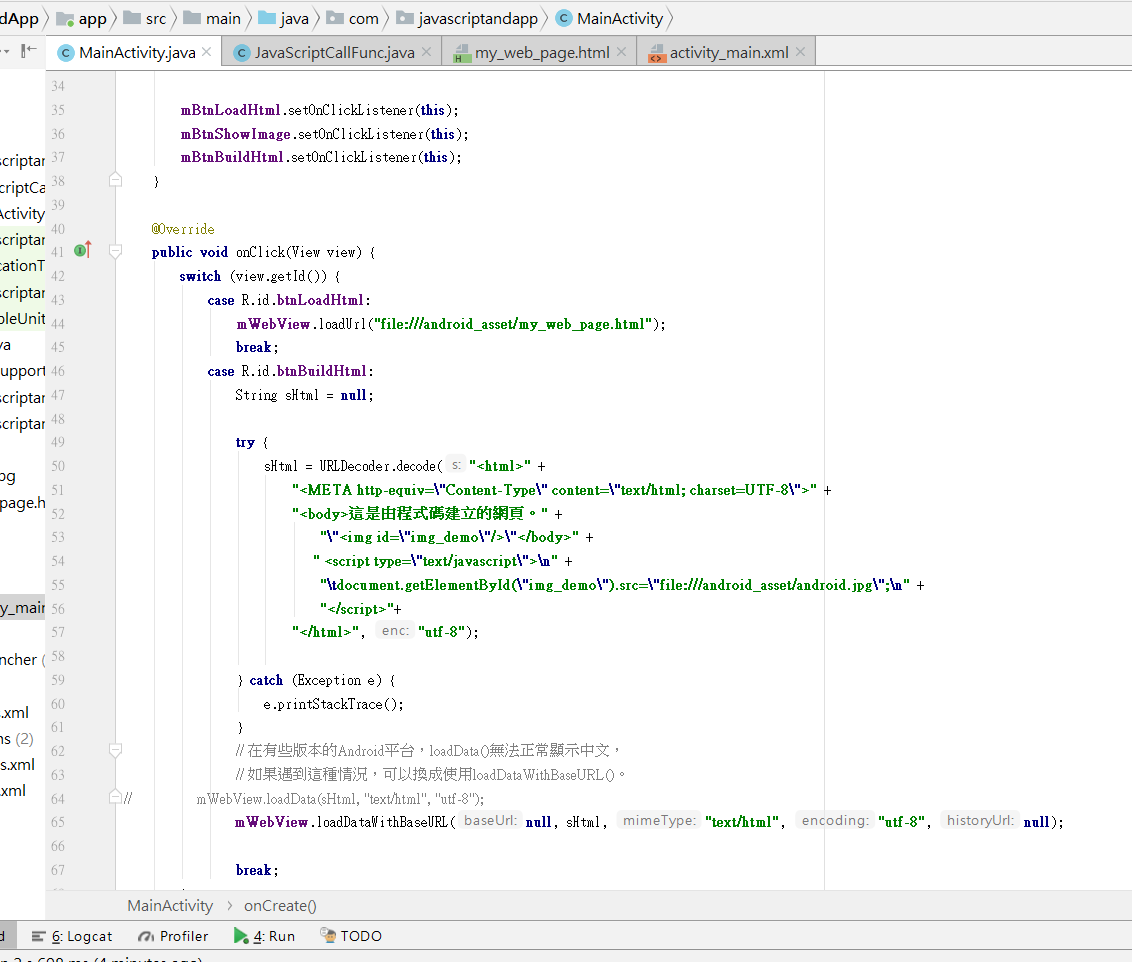 dApp app src main java com javascriptandapp MainActivity
MainActivity.java JavaScriptCallFunc.java my_web_page.html activity_main.xml
34
35 mBtnLoadHtml.setOnClickListener(this);
36 mBtnShowImage.setOnClickListener(this);
37 mBtnBuildHtml.setOnClickListener(this);
38 }
39
40 @Override
41 public void onClick(View view) {
42 switch (view.getId()) {
43 case R.id.btnLoadHtml:
44 mWebView.loadUrl("file:///android_asset/my_web_page.html");
45 break;
46 case R.id.btnBuildHtml:
47 String sHtml = null;
48
49 try {
50 sHtml = URLDecoder.decode( s: "<html>" +
51 "<META http-equiv=\"Content-Type\" content=\"text/html; charset=UTF-8\">" +
52 "<body>這是由程式碼建立的網頁。" +
53 "\"<img id=\"img_demo\"/>\"</body>" +
54 " <script type=\"text/javascript\">\n" +
55 "\tdocument.getElementById(\"img_demo\").src=\"file:///android_asset/android.jpg\";\n" +
56 "</script>"+
57 "</html>", enc: "utf-8");
58
59 } catch (Exception e) {
60 e.printStackTrace();
61 }
62 // 在有些版本的Android平台，loadData()無法正常顯示中文，
63 // 如果遇到這種情況，可以換成使用loadDataWithBaseURL()。
64 // mWebView.loadData(sHtml, "text/html", "utf-8");
65 mWebView.loadDataWithBaseURL( baseUrl: null, sHtml, mimeType: "text/html", encoding: "utf-8", historyUrl: null);
66
67 break;
scriptar
criptCa
Activity
scriptar
cationT
scriptar
bleUnit
va
upport
scriptar
scriptar
og
page.h
y_main
ncher (
.xml
ns (2)
s.xml
.xml
MainActivity > onCreate()
d 6: Logcat Profiler 4: Run TODO